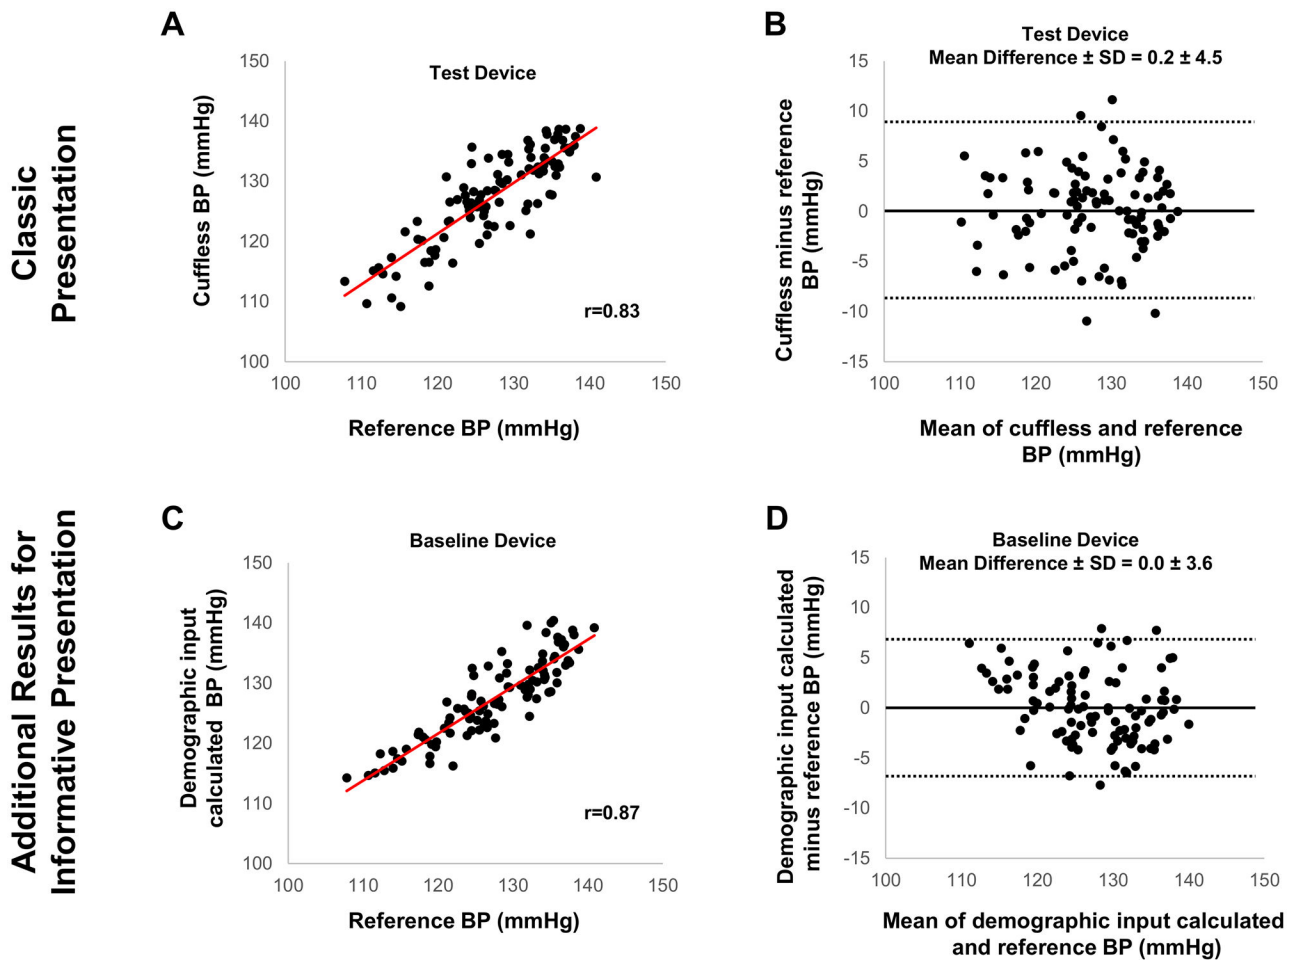 Classic
Presentation
A
Test Device
Cuffless BP (mmHg)
150
140
130
120
110
100
r=0.83
100 110 120 130 140 150
Reference BP (mmHg)
B
Test Device
Mean Difference ± SD = 0.2 ± 4.5
Cuffless minus reference
BP (mmHg)
15
10
5
0
-5
-10
-15
100 110 120 130 140 150
Mean of cuffless and reference
BP (mmHg)
Additional Results for
Informative Presentation
C
Baseline Device
Demographic input
calculated BP (mmHg)
150
140
130
120
110
100
r=0.87
100 110 120 130 140 150
Reference BP (mmHg)
D
Baseline Device
Mean Difference ± SD = 0.0 ± 3.6
Demographic input calculated
minus reference BP (mmHg)
15
10
5
0
-5
-10
-15
100 110 120 130 140 150
Mean of demographic input calculated
and reference BP (mmHg)